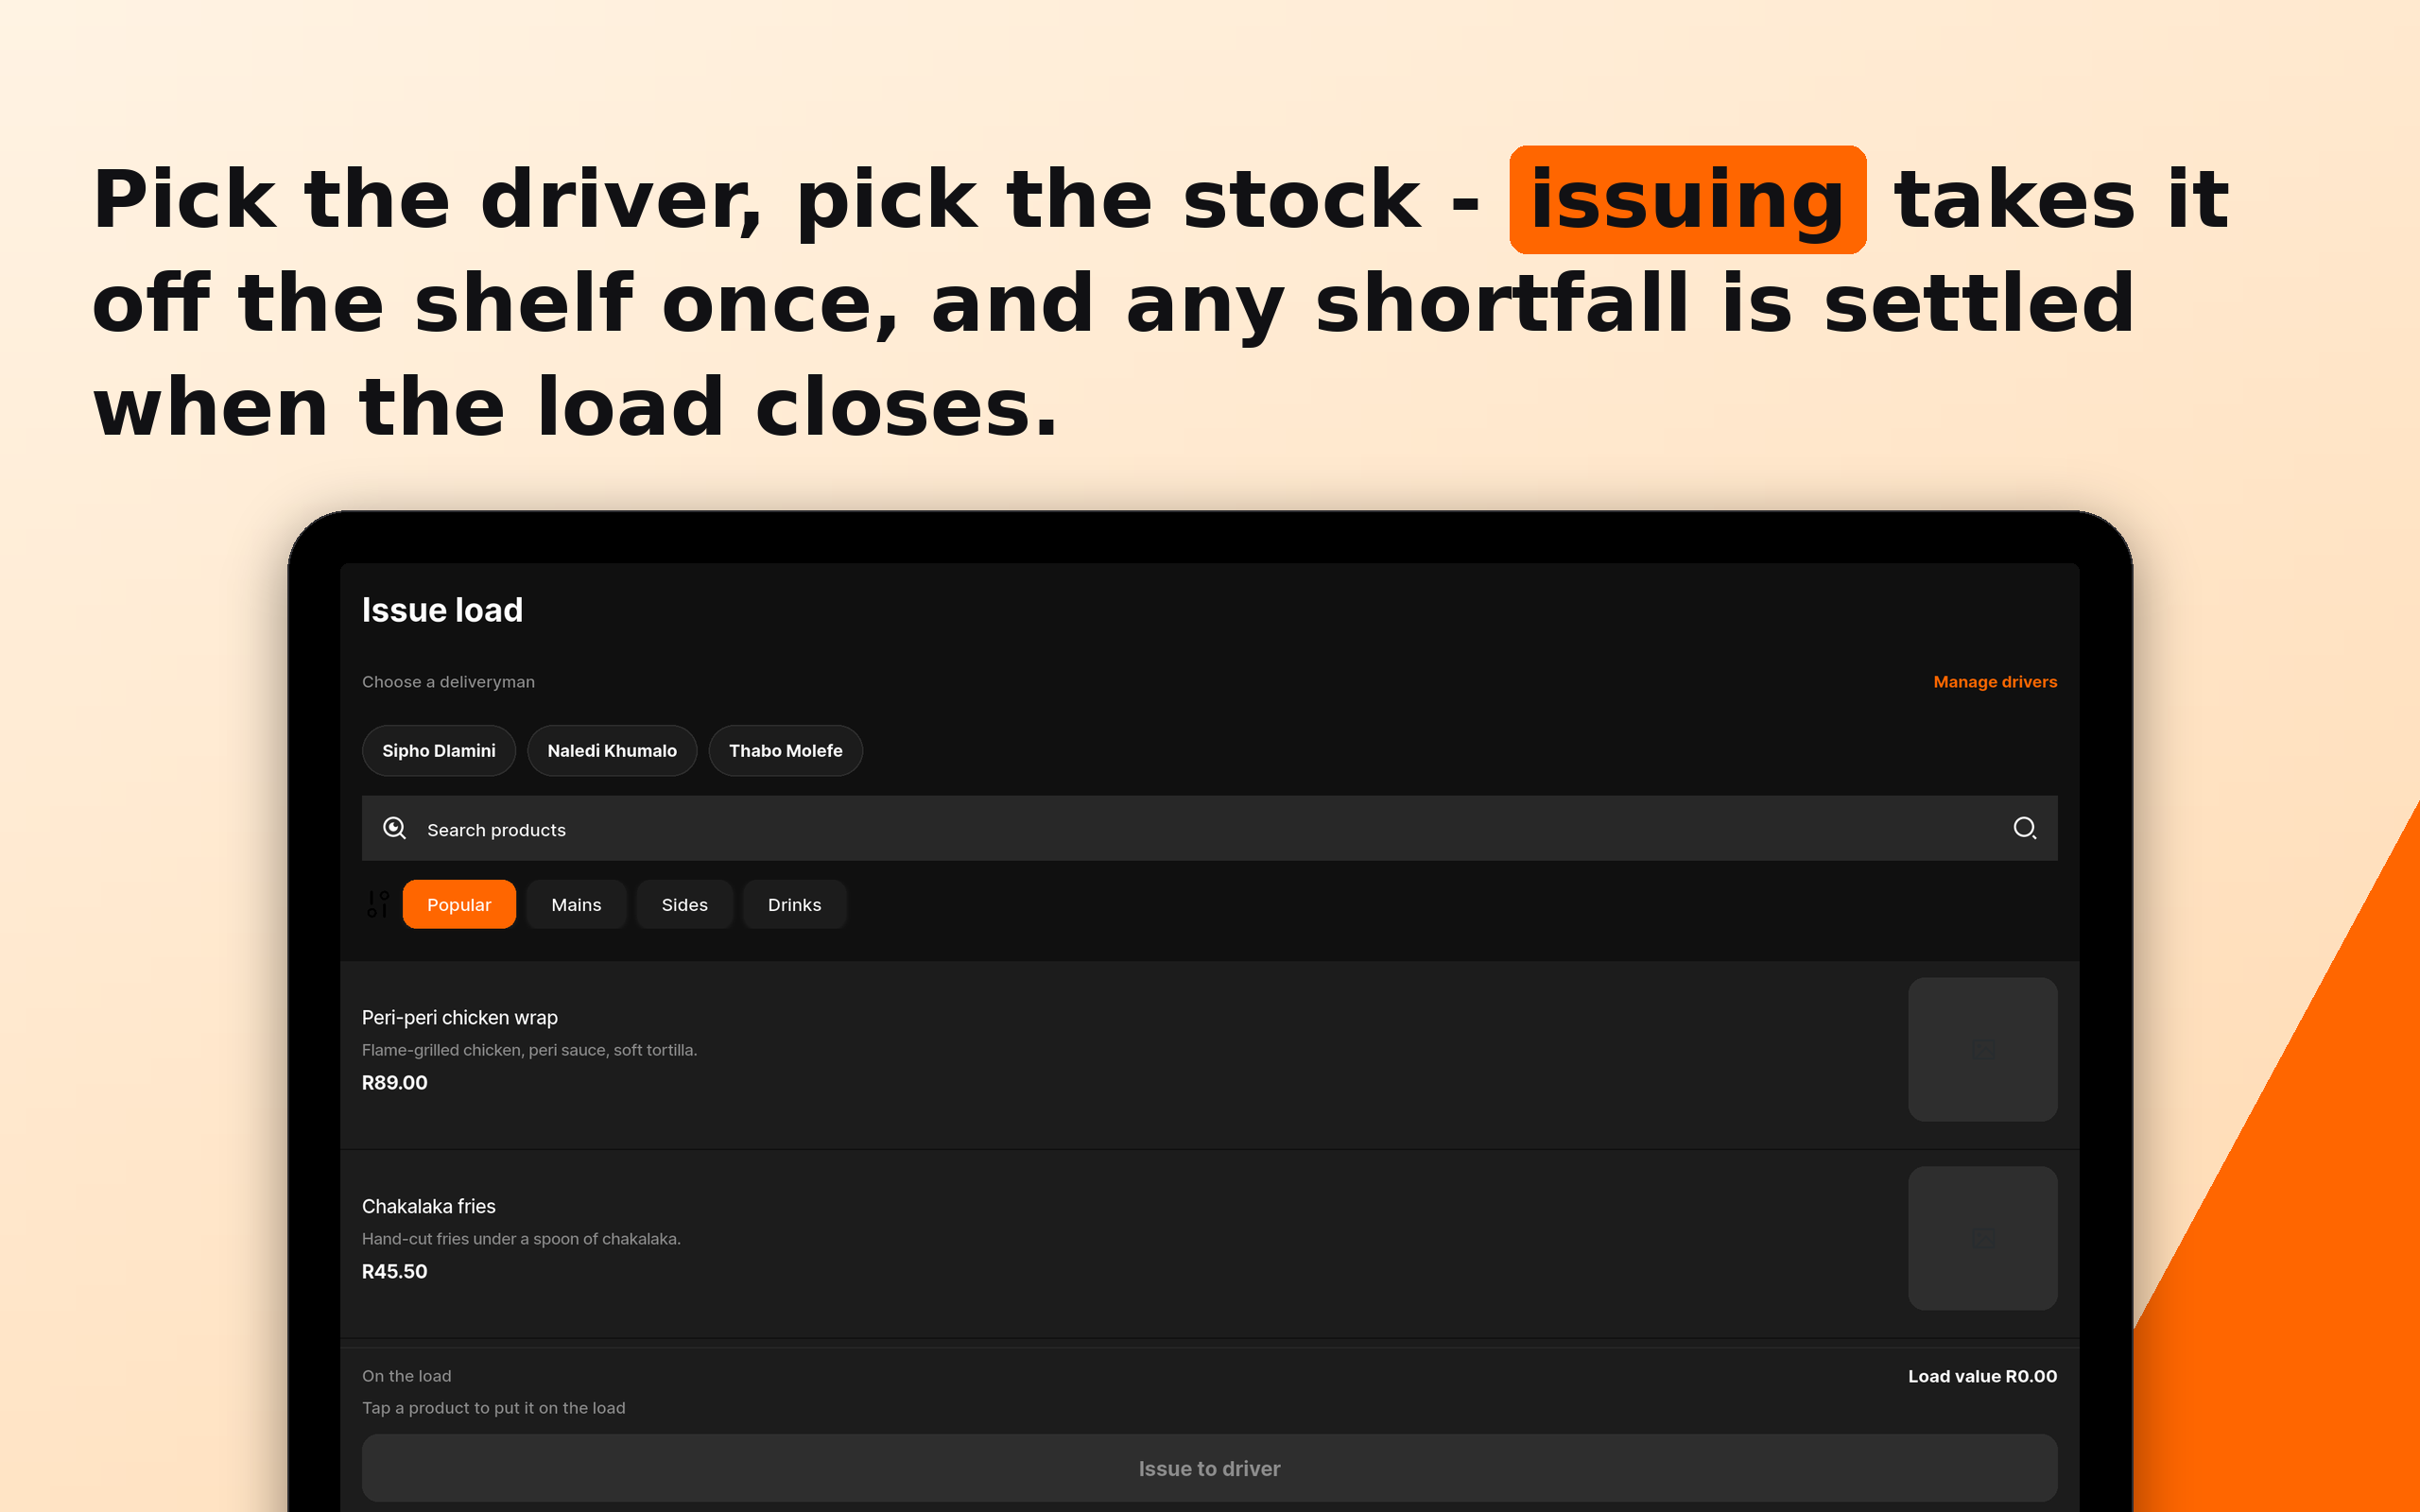 Pick the driver, pick the stock - issuing takes it
off the shelf once, and any shortfall is settled
when the load closes.
Issue load
Choose a deliveryman
Manage drivers
Sipho Dlamini
Naledi Khumalo
Thabo Molefe
Search products
Popular
Mains
Sides
Drinks
Peri-peri chicken wrap
Flame-grilled chicken, peri sauce, soft tortilla.
R89.00
Chakalaka fries
Hand-cut fries under a spoon of chakalaka.
R45.50
On the load
Load value R0.00
Tap a product to put it on the load
Issue to driver